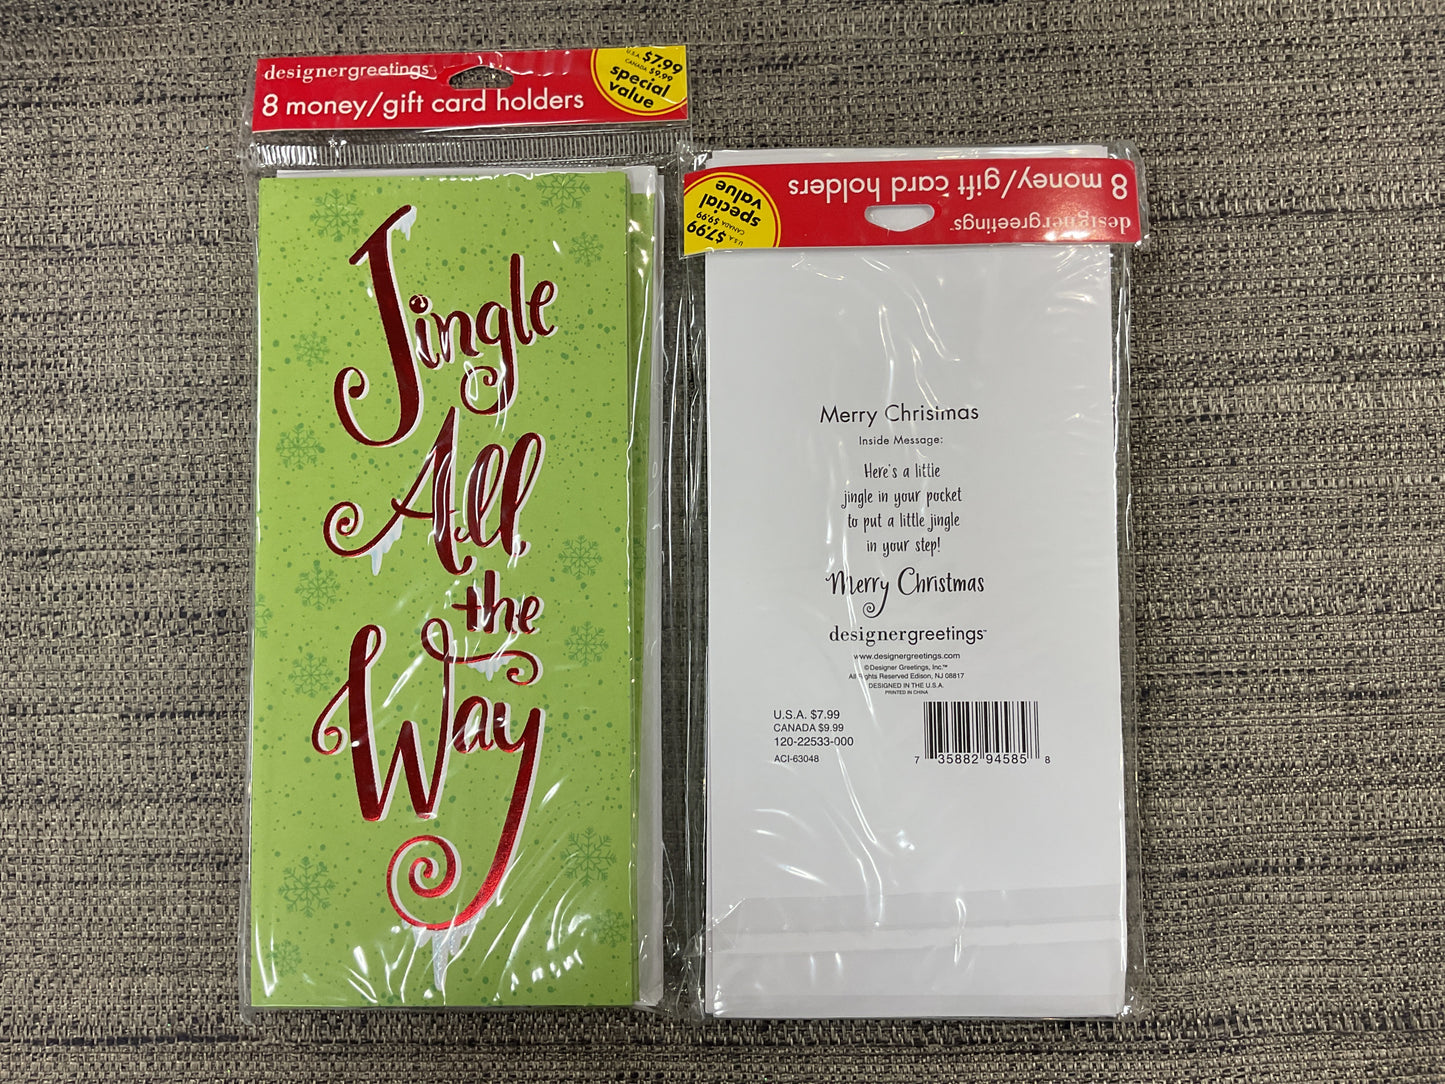 designergreetings™
8 money/gift card holders
U.S.A. $7.99
CANADA $9.99
special
value
Jingle
All
the
Way
8 money/gift card holders
designergreetings™
U.S.A. $7.99
CANADA $9.99
special
value
Merry Christmas
Inside Message:
Here's a little
jingle in your pocket
to put a little jingle
in your step!
Merry Christmas
designergreetings™
www.designergreetings.com
©Designer Greetings, Inc.™
All Rights Reserved Edison, NJ 08817
DESIGNED IN THE U.S.A.
PRINTED IN CHINA
U.S.A. $7.99
CANADA $9.99
120-22533-000
ACI-63048
7 35882 94585 8